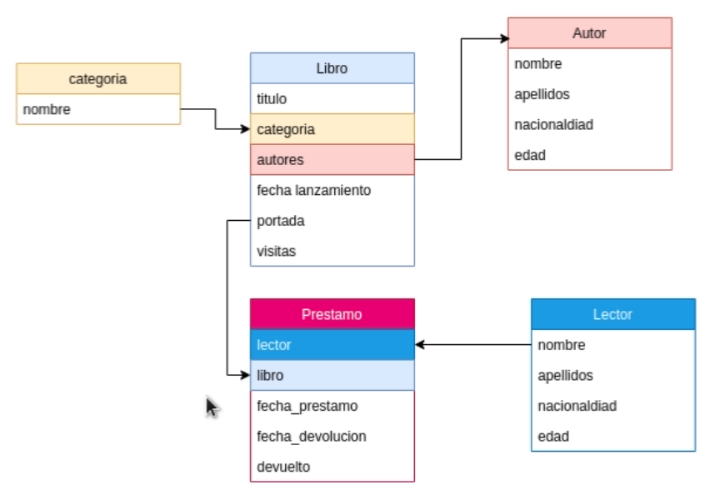 categoria
nombre
Libro
titulo
categoria
autores
fecha lanzamiento
portada
visitas
Autor
nombre
apellidos
nacionaldiad
edad
Prestamo
lector
libro
fecha_prestamo
fecha_devolucion
devuelto
Lector
nombre
apellidos
nacionaldiad
edad